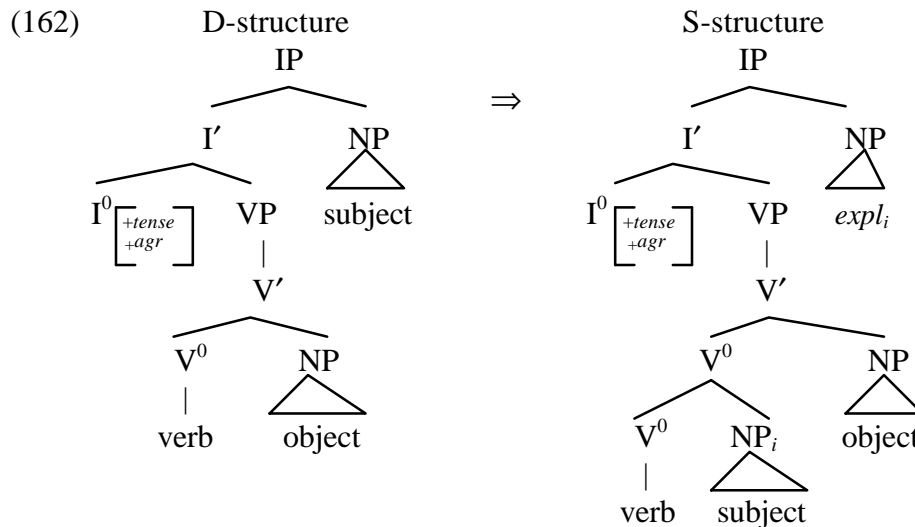 (162) D-structure S-structure
IP ⇒ IP
I′ NP I′ NP
I⁰ [+tense +agr] VP subject I⁰ [+tense +agr] VP explᵢ
V′ V′
V⁰ NP V⁰ NP
verb object V⁰ NPᵢ object
verb subject